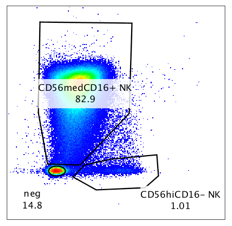 CD56medCD16+ NK
82.9
neg
14.8
CD56hiCD16- NK
1.01